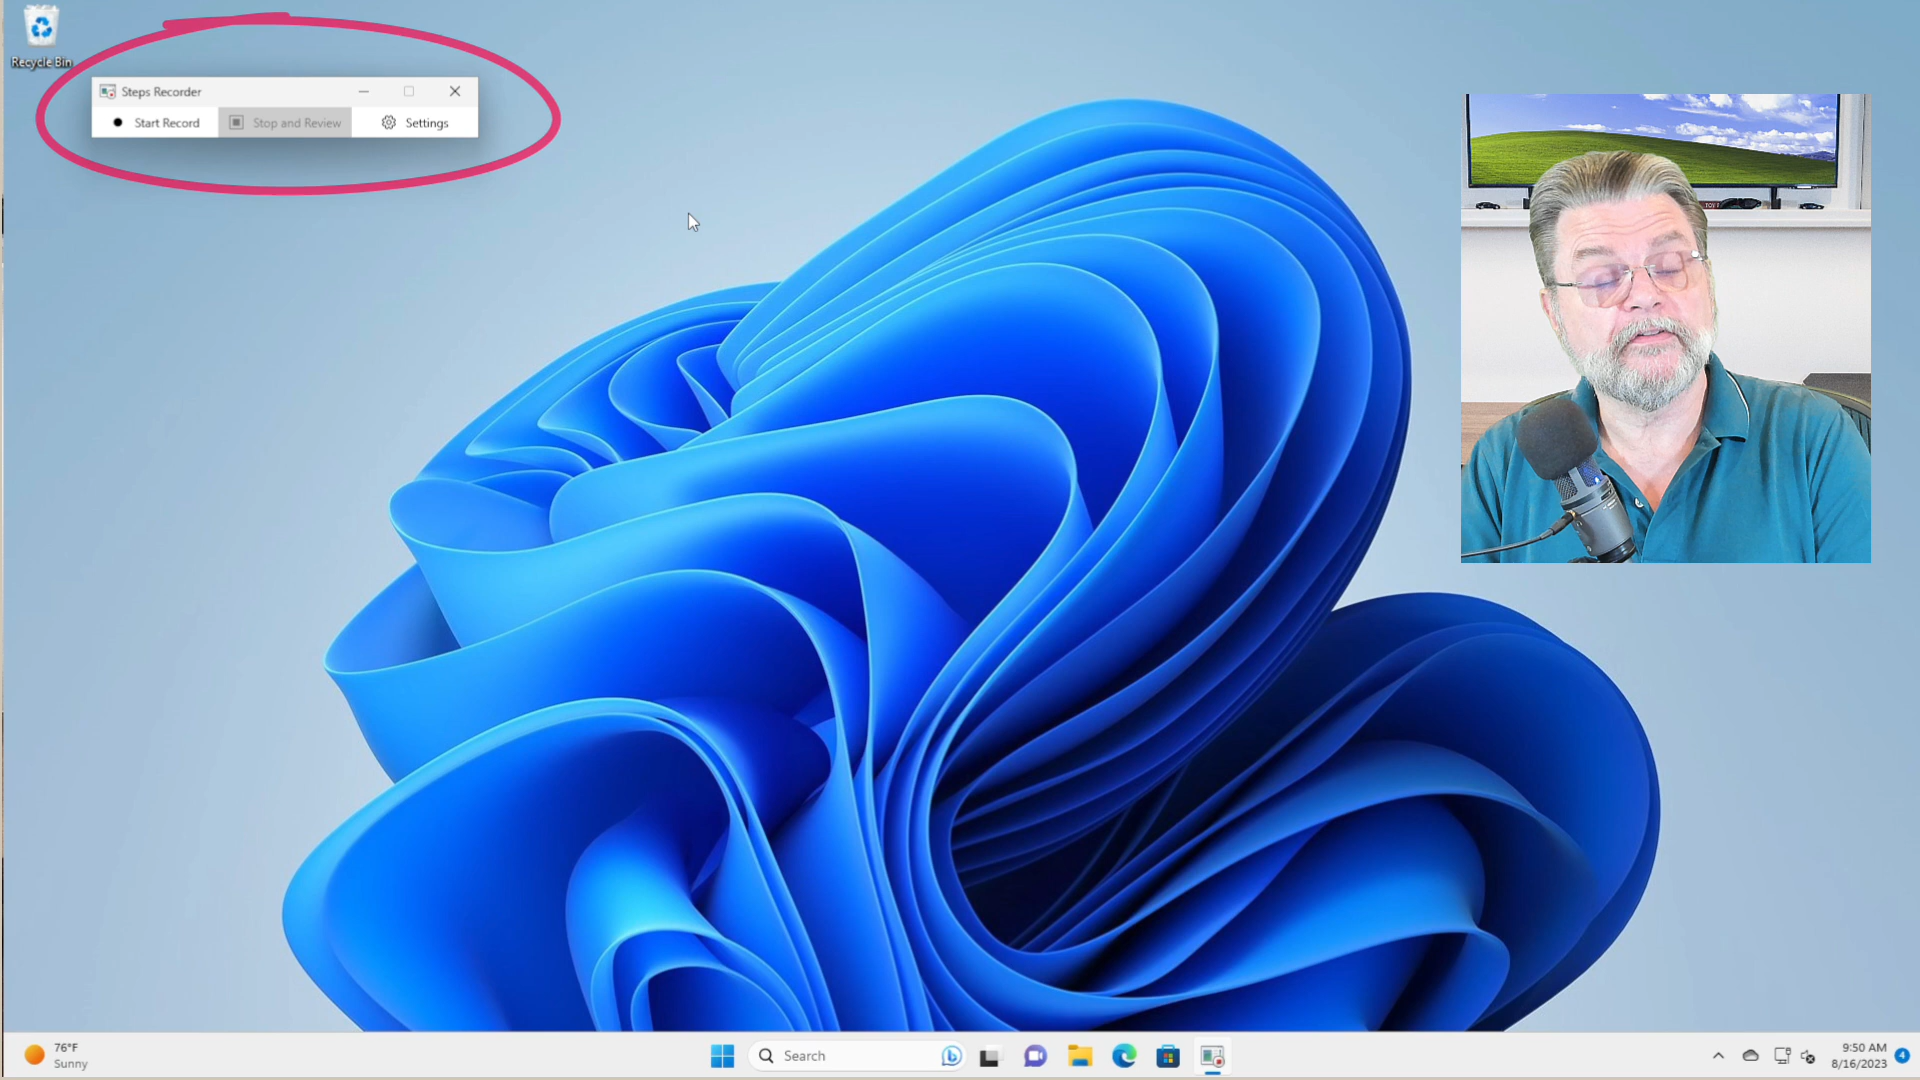 Recycle Bin
Steps Recorder
Start Record Stop and Review Settings
76°F
Sunny
Search
9:50 AM
8/16/2023
4